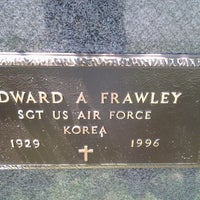 DWARD A FRAWLEY
SGT US AIR FORCE
KOREA
1929 1996